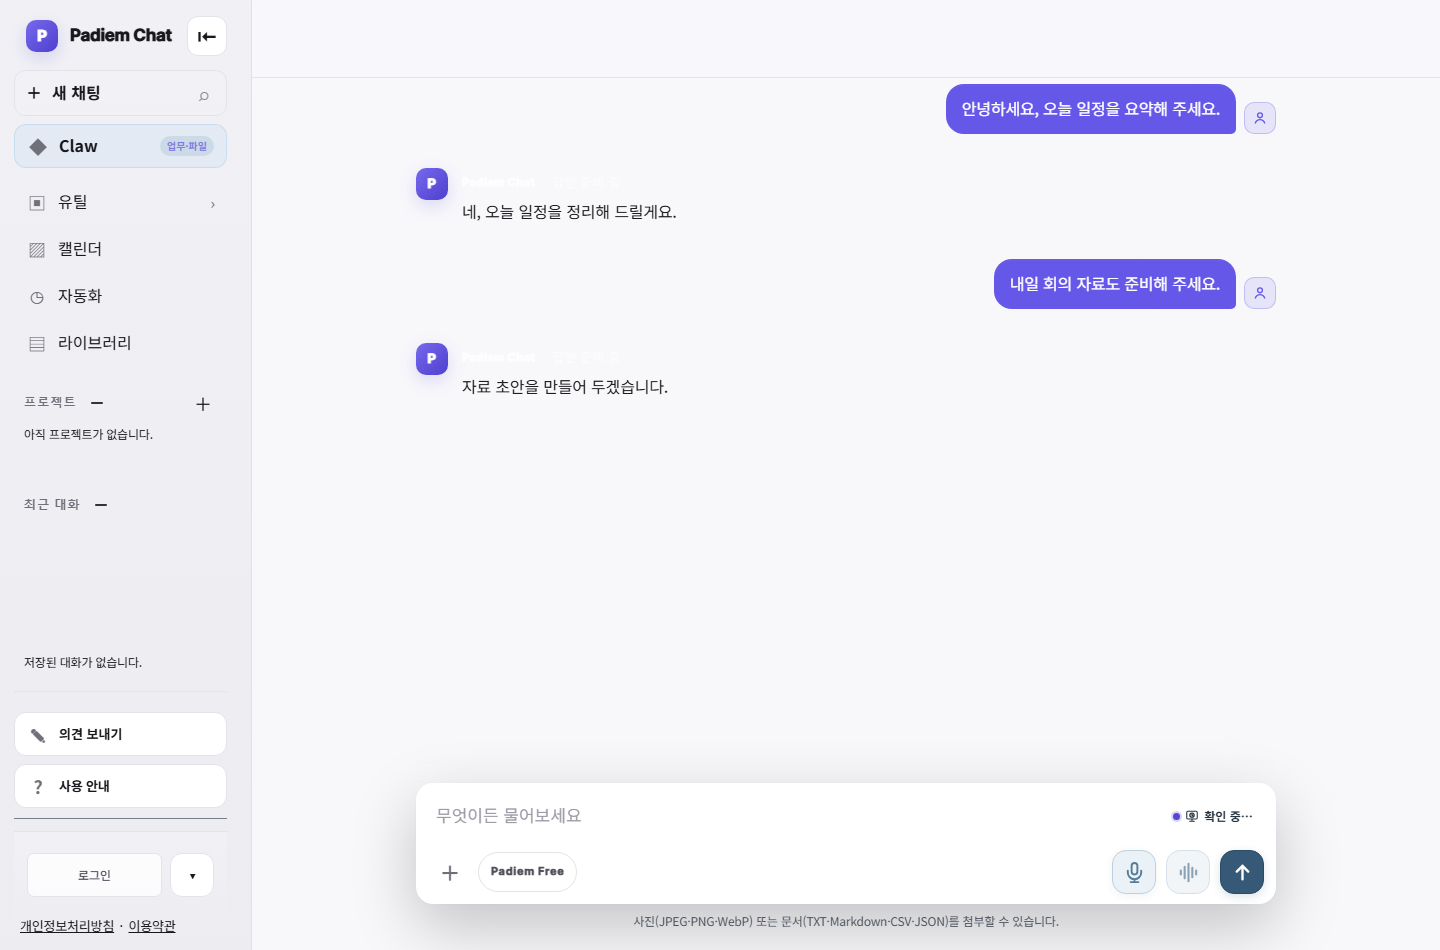 P Padiem Chat
새 채팅
Claw 업무·파일
유틸
캘린더
자동화
라이브러리
프로젝트
아직 프로젝트가 없습니다.
최근 대화
저장된 대화가 없습니다.
의견 보내기
? 사용 안내
로그인
개인정보처리방침 · 이용약관
안녕하세요, 오늘 일정을 요약해 주세요.
P Padiem Chat
네, 오늘 일정을 정리해 드릴게요.
내일 회의 자료도 준비해 주세요.
P Padiem Chat
자료 초안을 만들어 두겠습니다.
무엇이든 물어보세요
확인 중…
Padiem Free
사진(JPEG·PNG·WebP) 또는 문서(TXT·Markdown·CSV·JSON)를 첨부할 수 있습니다.